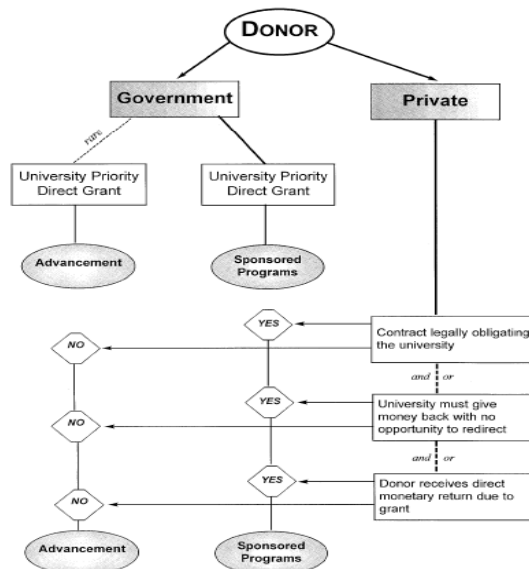 DONOR
Government
Private
rare
University Priority
Direct Grant
University Priority
Direct Grant
Advancement
Sponsored
Programs
YES
Contract legally obligating
the university
NO
and or
YES
University must give
money back with no
opportunity to redirect
NO
and or
YES
Donor receives direct
monetary return due to
grant
NO
Advancement
Sponsored
Programs